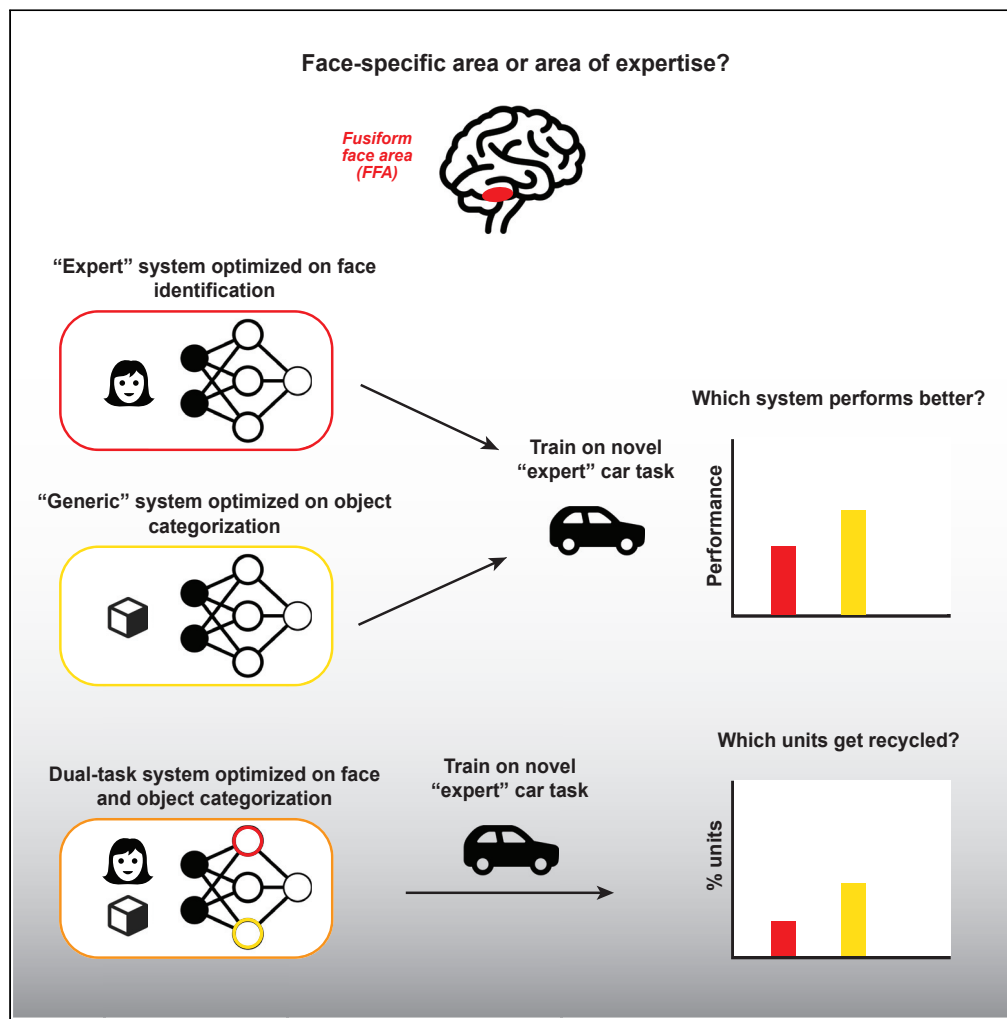 Face-specific area or area of expertise?
Fusiform
face area
(FFA)
“Expert” system optimized on face
identification
“Generic” system optimized on object
categorization
Train on novel
“expert” car task
Which system performs better?
Performance
Dual-task system optimized on face
and object categorization
Train on novel
“expert” car task
Which units get recycled?
% units